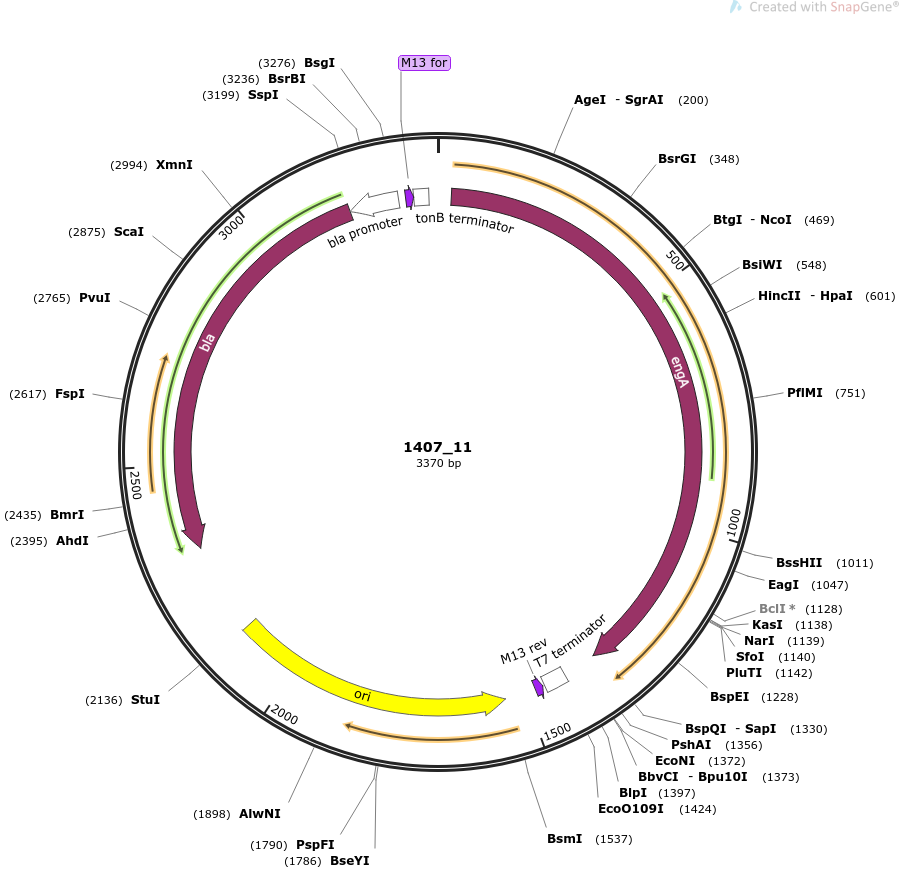 Created with SnapGene®
(3276) BsgI
M13 for
(3236) BsrBI
(3199) SspI
AgeI - SgrAI (200)
(2994) XmnI
BsrGI (348)
3000
bla promoter
tonB terminator
BtgI - NcoI (469)
(2875) ScaI
500
BsiWI (548)
(2765) PvuI
HincII - HpaI (601)
bla
engA
(2617) FspI
PflMI (751)
1407_11
3370 bp
2500
(2435) BmrI
1000
(2395) AhdI
BssHII (1011)
EagI (1047)
BclI * (1128)
KasI (1138)
NarI (1139)
SfoI (1140)
PluTI (1142)
M13 rev
T7 terminator
BspEI (1228)
(2136) StuI
ori
2000
1500
BspQI - SapI (1330)
PshAI (1356)
EcoNI (1372)
BbvCI - Bpu10I (1373)
BlpI (1397)
EcoO109I (1424)
(1898) AlwNI
BsmI (1537)
(1790) PspFI
(1786) BseYI